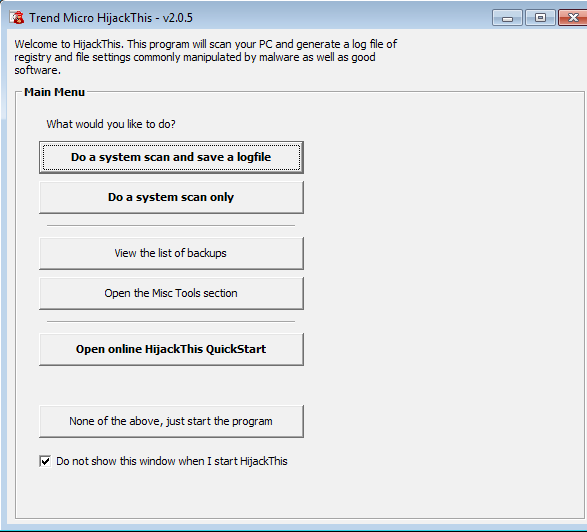 Trend Micro HijackThis - v2.0.5
Welcome to HijackThis. This program will scan your PC and generate a log file of
registry and file settings commonly manipulated by malware as well as good
software.
Main Menu
What would you like to do?
Do a system scan and save a logfile
Do a system scan only
View the list of backups
Open the Misc Tools section
Open online HijackThis QuickStart
None of the above, just start the program
Do not show this window when I start HijackThis